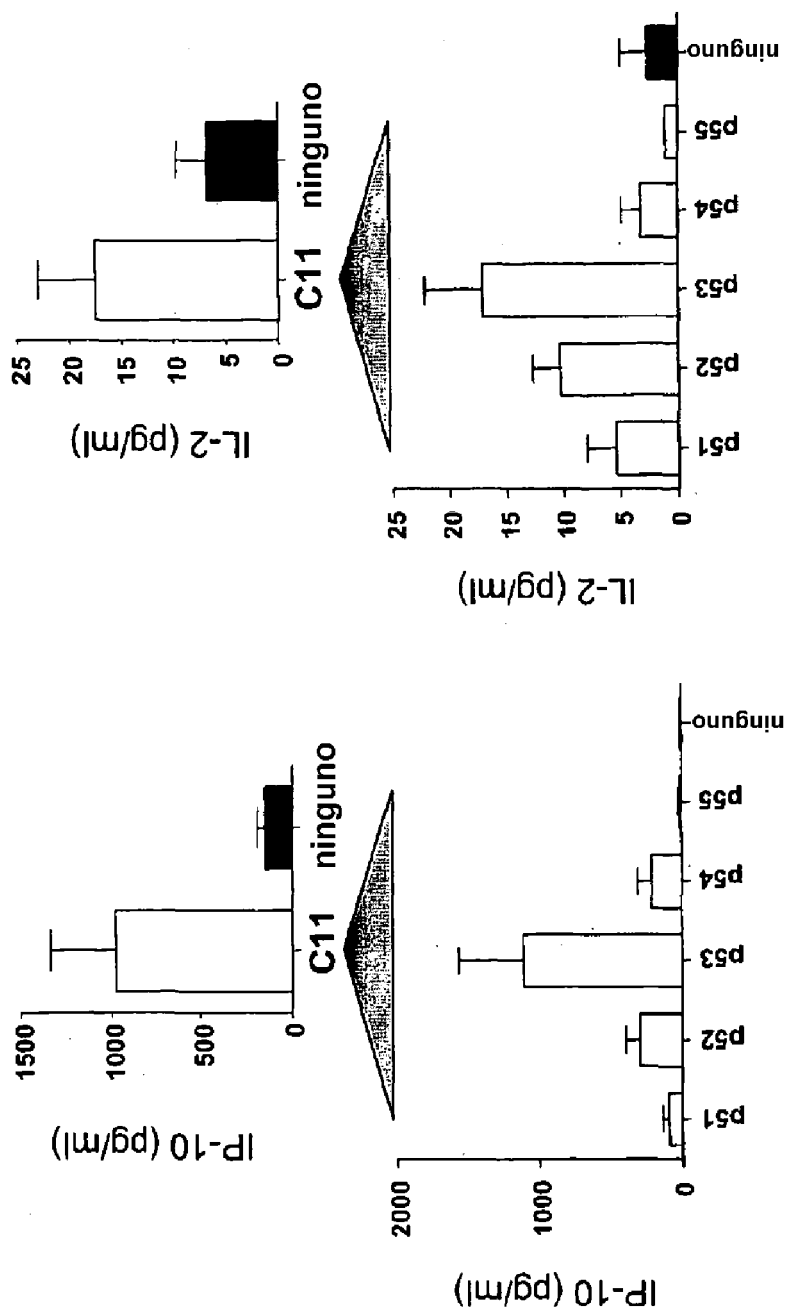 IP-10 (pg/ml)
1500
1000
500
0
C11
ninguno
IP-10 (pg/ml)
2000
1000
0
p51
p52
p53
p54
p55
ninguno
IL-2 (pg/ml)
25
20
15
10
5
0
C11
ninguno
IL-2 (pg/ml)
25
20
15
10
5
0
p51
p52
p53
p54
p55
ninguno